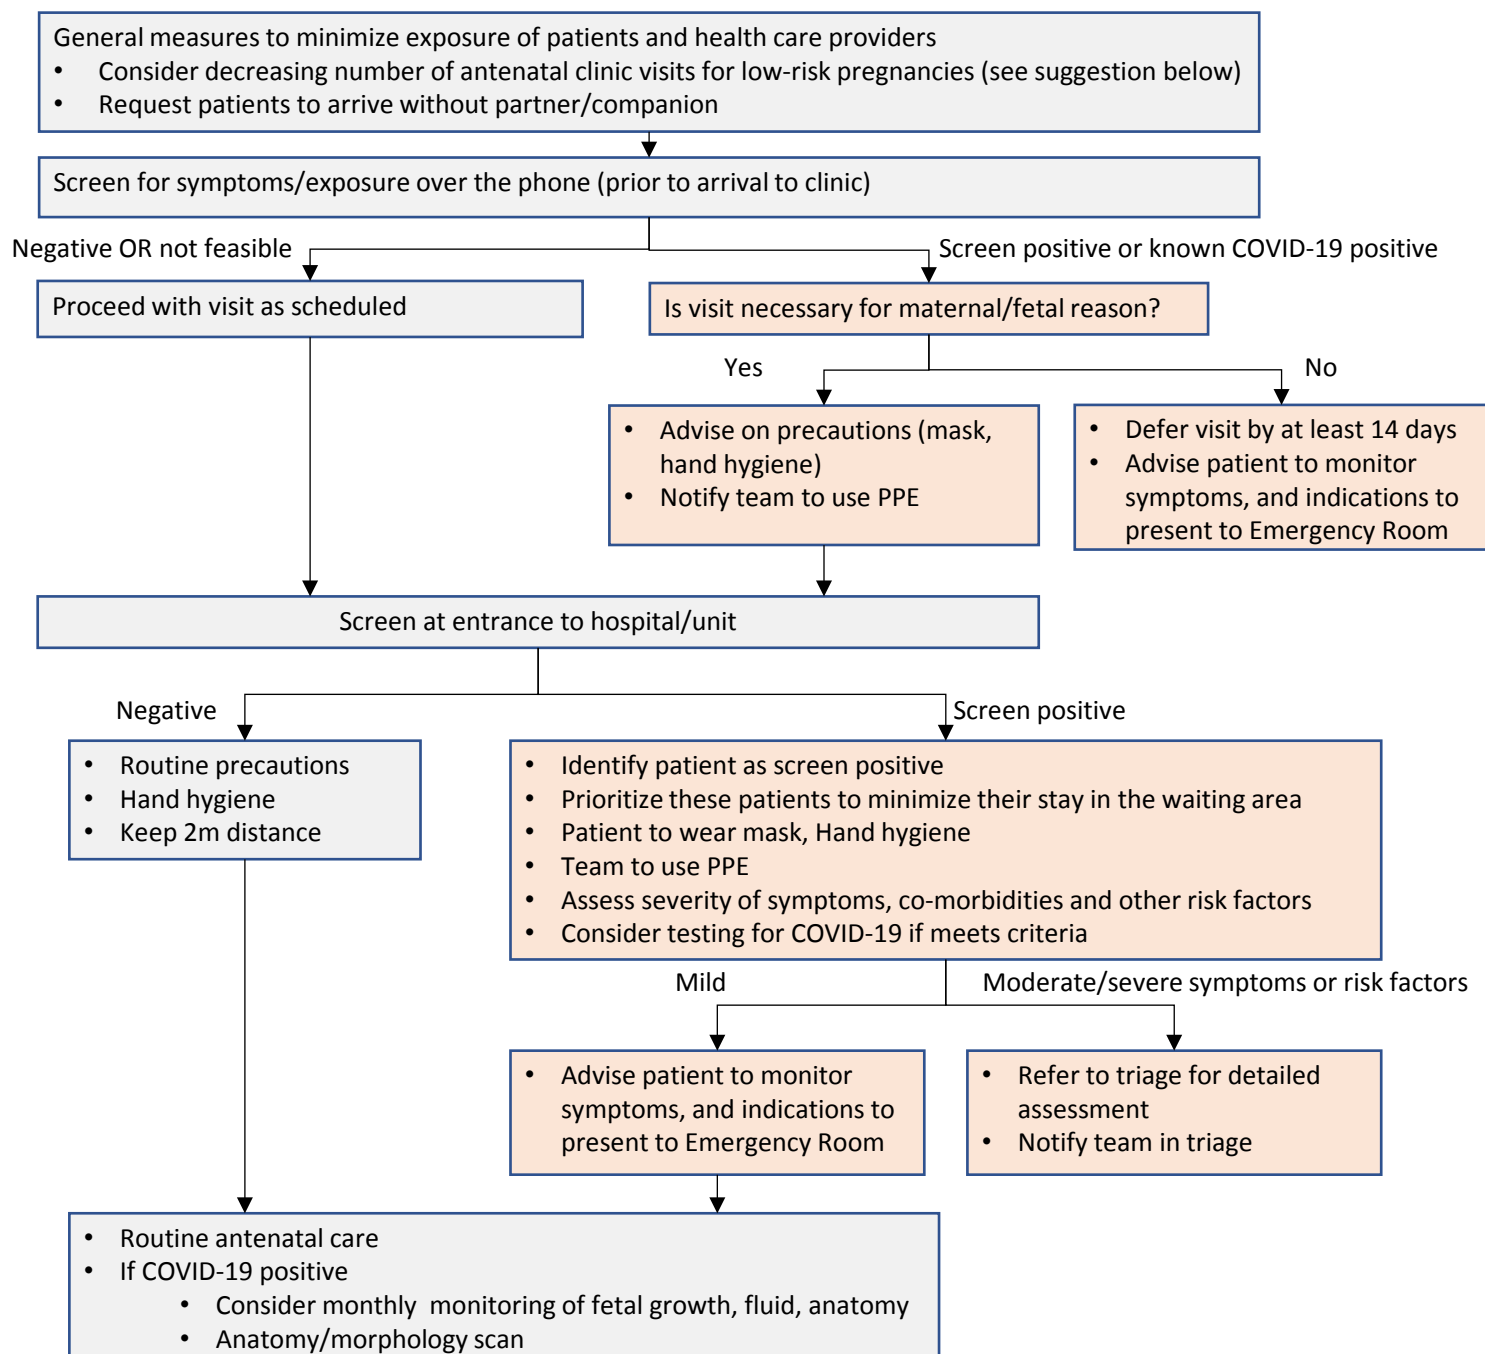 General measures to minimize exposure of patients and health care providers
• Consider decreasing number of antenatal clinic visits for low-risk pregnancies (see suggestion below)
• Request patients to arrive without partner/companion
Screen for symptoms/exposure over the phone (prior to arrival to clinic)
Negative OR not feasible
Screen positive or known COVID-19 positive
Proceed with visit as scheduled
Is visit necessary for maternal/fetal reason?
Yes
No
• Advise on precautions (mask,
hand hygiene)
• Notify team to use PPE
• Defer visit by at least 14 days
• Advise patient to monitor
symptoms, and indications to
present to Emergency Room
Screen at entrance to hospital/unit
Negative
Screen positive
• Routine precautions
• Hand hygiene
• Keep 2m distance
• Identify patient as screen positive
• Prioritize these patients to minimize their stay in the waiting area
• Patient to wear mask, Hand hygiene
• Team to use PPE
• Assess severity of symptoms, co-morbidities and other risk factors
• Consider testing for COVID-19 if meets criteria
Mild
Moderate/severe symptoms or risk factors
• Advise patient to monitor
symptoms, and indications to
present to Emergency Room
• Refer to triage for detailed
assessment
• Notify team in triage
• Routine antenatal care
• If COVID-19 positive
• Consider monthly monitoring of fetal growth, fluid, anatomy
• Anatomy/morphology scan